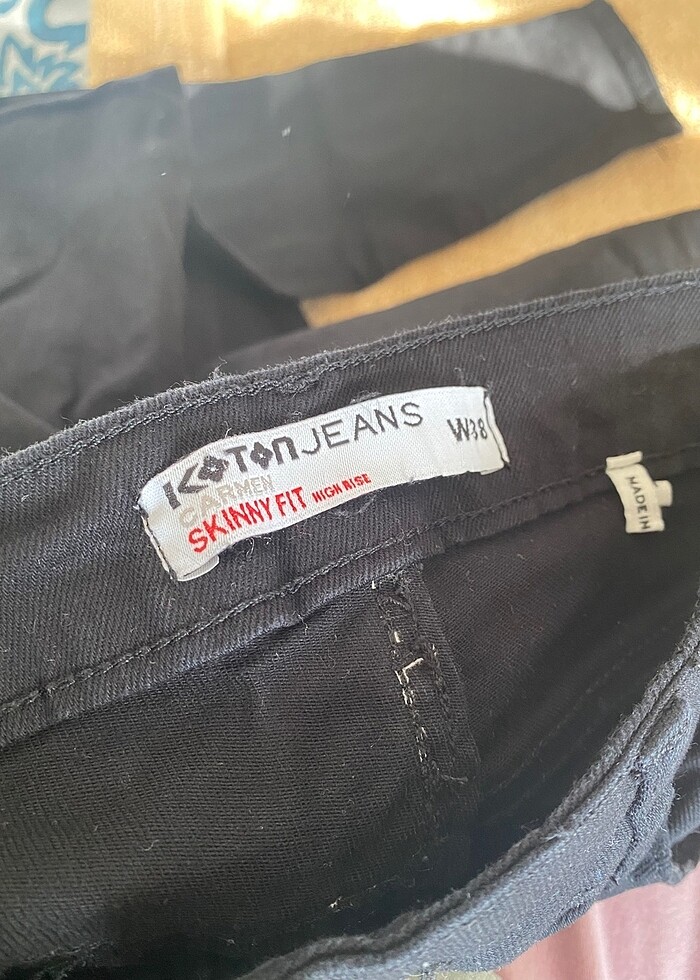 KOTON JEANS W38
CARMEN
SKINNY FIT HIGH RISE
MADE IN